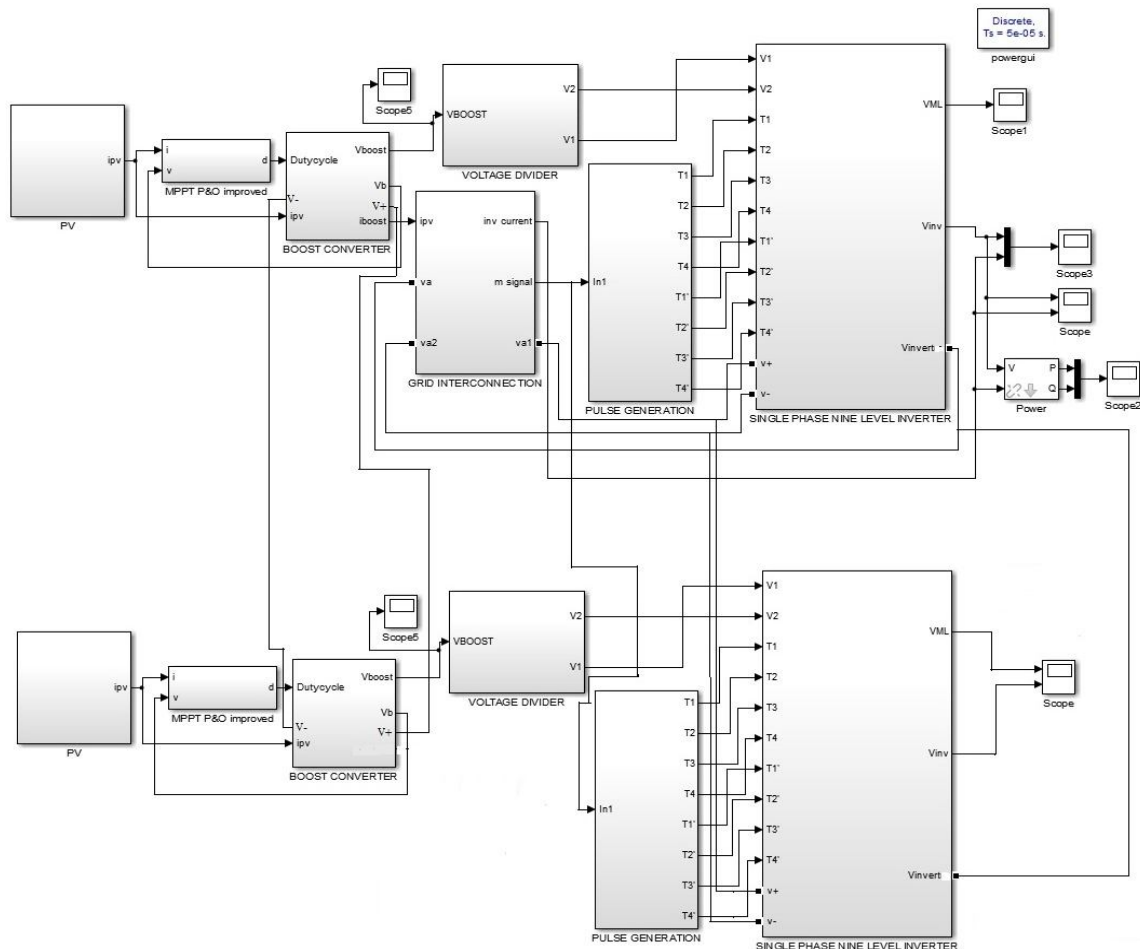 Discrete,
Ts = 5e-05 s.
powergui
PV
ipv
i
v
d
MPPT P&O improved
Dutycycle
V-
ipv
Vboost
Vb
V+
iboost
BOOST CONVERTER
Scope5
VBOOST
V2
V1
VOLTAGE DIVIDER
ipv
va
va2
inv current
m signal
va1
GRID INTERCONNECTION
In1
T1
T2
T3
T4
T1'
T2'
T3'
T4'
PULSE GENERATION
V1
V2
T1
T2
T3
T4
T1'
T2'
T3'
T4'
v+
v-
VML
Vinv
Vinvert -
SINGLE PHASE NINE LEVEL INVERTER
Scope1
Scope3
Scope
V
P
Q
Power
Scope2
PV
ipv
i
v
d
MPPT P&O improved
Dutycycle
V-
ipv
Vboost
Vb
V+
BOOST CONVERTER
Scope5
VBOOST
V2
V1
VOLTAGE DIVIDER
In1
T1
T2
T3
T4
T1'
T2'
T3'
T4'
PULSE GENERATION
V1
V2
T1
T2
T3
T4
T1'
T2'
T3'
T4'
v+
v-
VML
Vinv
Vinvert
SINGLE PHASE NINE LEVEL INVERTER
Scope